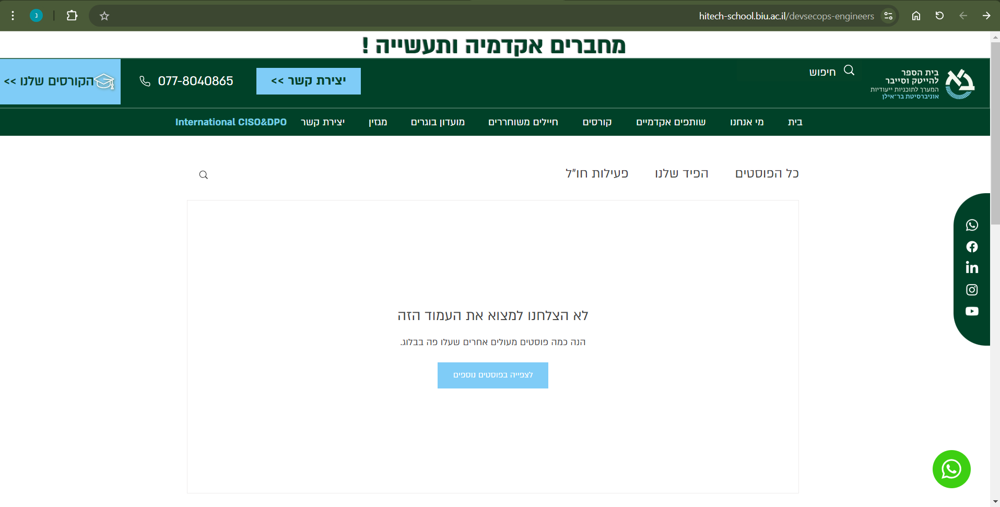 hitech-school.biu.ac.il/devsecops-engineers
נ
מחברים אקדמיה ותעשייה !
בית הספר
להייטק וסייבר
המערך לתוכניות ייעודיות
אוניברסיטת בר־אילן
חיפוש
יצירת קשר >>
077-8040865
הקורסים שלנו >>
בית
מי אנחנו
שותפים אקדמיים
קורסים
חיילים משוחררים
מועדון בוגרים
מגזין
יצירת קשר
International CISO&DPO
כל הפוסטים
הפיד שלנו
פעילות חו"ל
לא הצלחנו למצוא את העמוד הזה
הנה כמה פוסטים מעולים אחרים שעלו פה בבלוג.
לצפייה בפוסטים נוספים